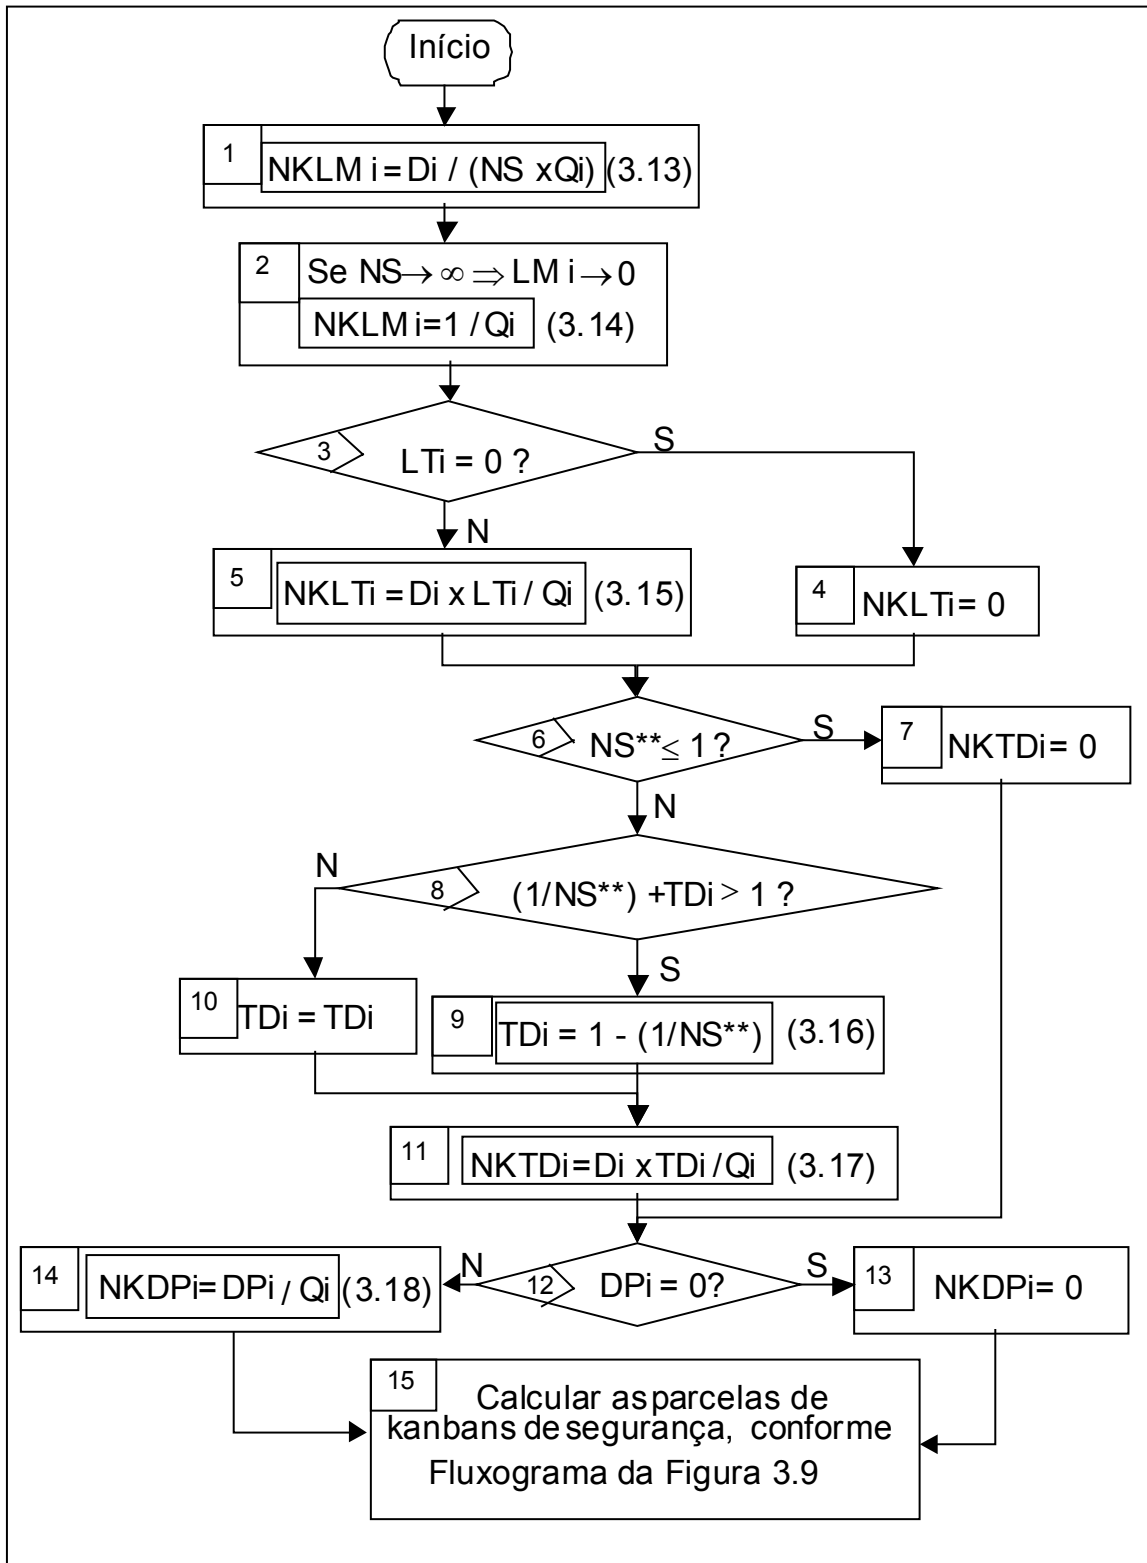 Início
1
NKLM i = Di / (NS xQi) (3.13)
2
Se NS→ ∞ ⇒ LM i → 0
NKLM i=1 / Qi (3.14)
3
LTi = 0 ?
S
N
5
NKLTi = Di x LTi / Qi (3.15)
4
NKLTi= 0
6
NS**≤ 1 ?
S
7
NKTDi= 0
N
N
8
(1/NS**) +TDi > 1 ?
S
10
TDi = TDi
9
TDi = 1 - (1/NS**) (3.16)
11
NKTDi=Di xTDi /Qi (3.17)
14
NKDPi= DPi / Qi (3.18)
N
12
DPi = 0?
S
13
NKDPi= 0
15
Calcular asparcelas de
kanbans de segurança, conforme
Fluxograma da Figura 3.9